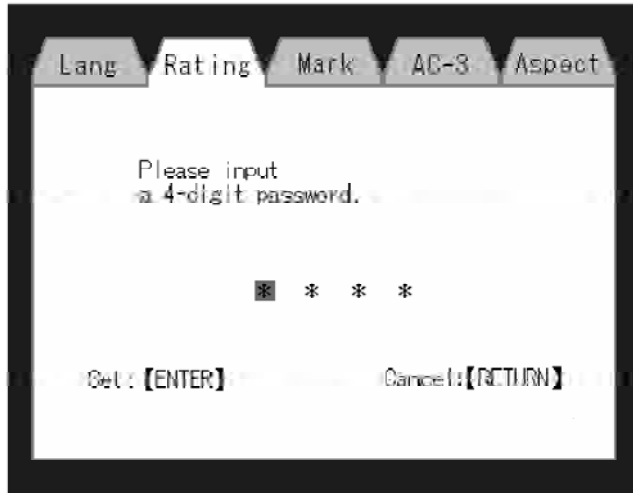 Lang Rating Mark AC-3 Aspect
Please input
a 4-digit password.
* * * *
Set:【ENTER】 Cancel:【RETURN】